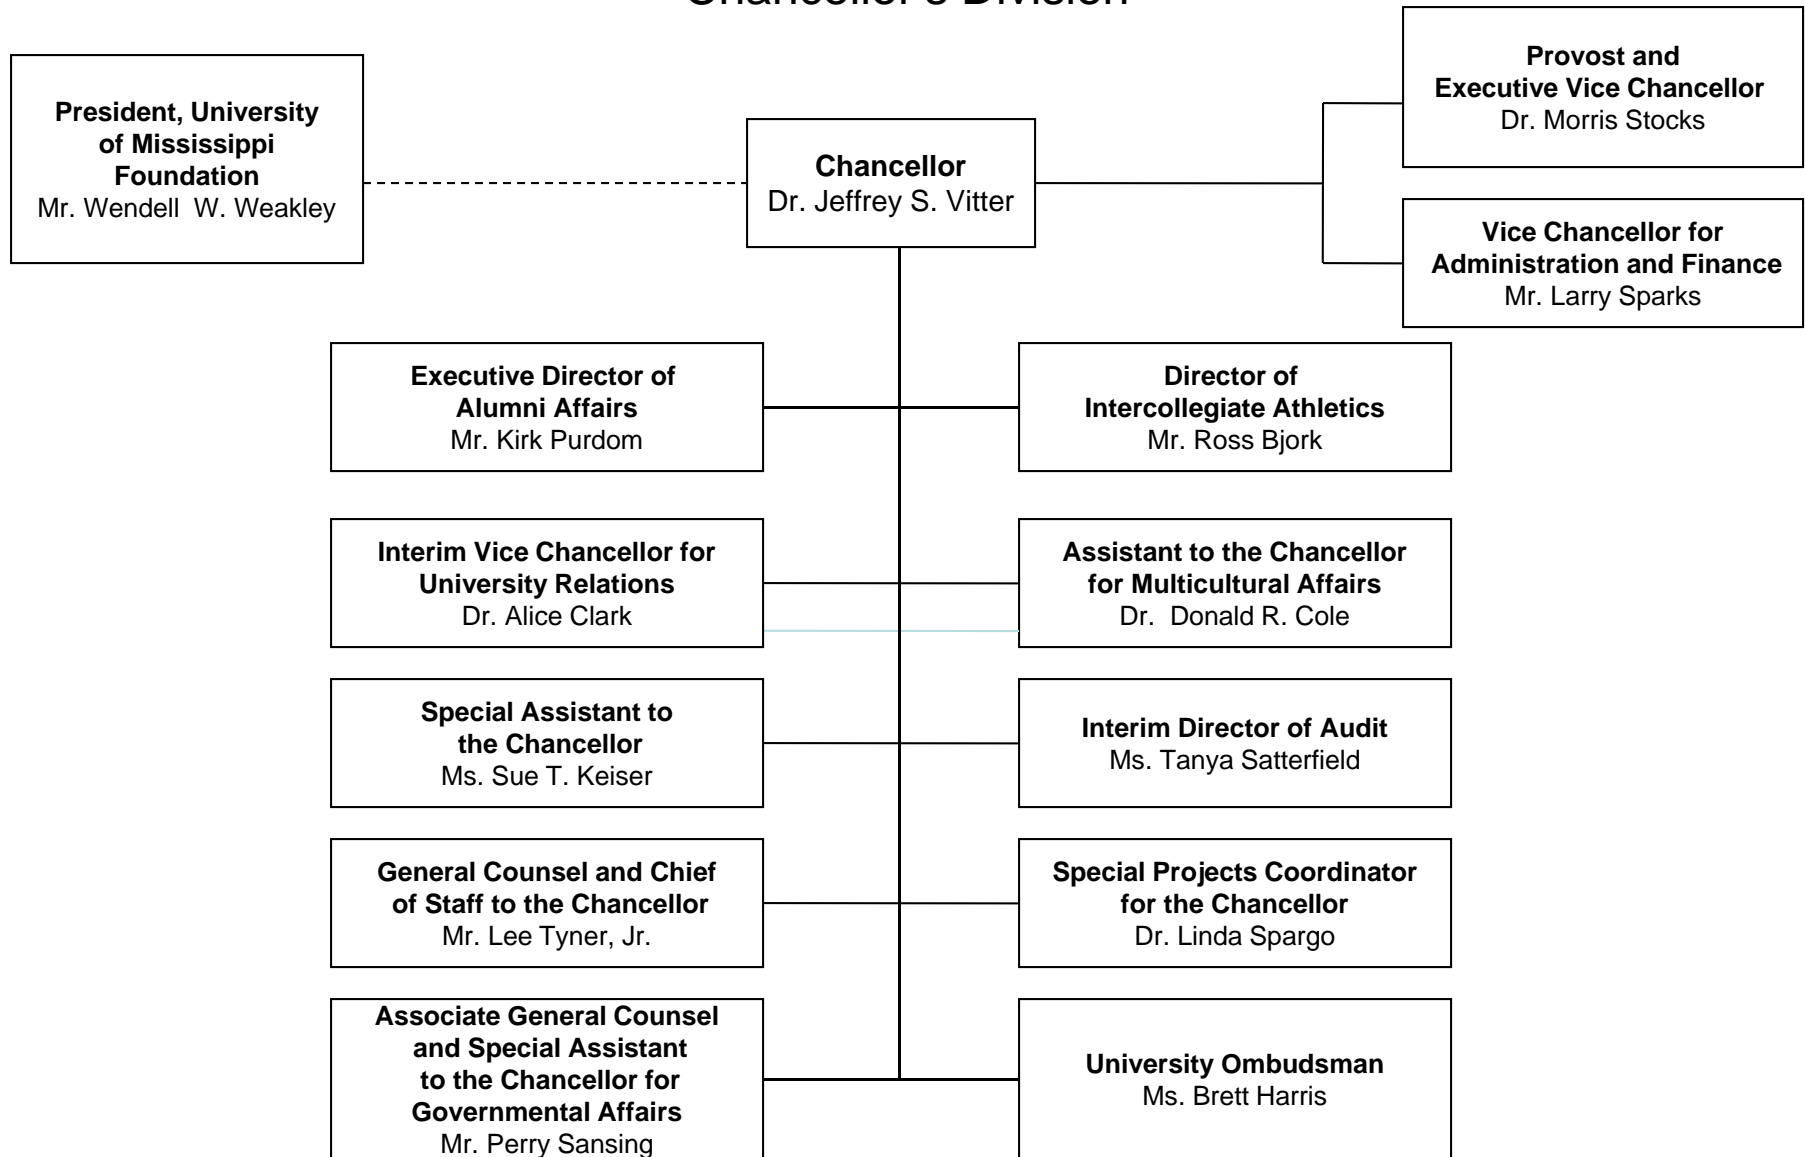 Chancellor's Division
Provost and
Executive Vice Chancellor
Dr. Morris Stocks
President, University
of Mississippi
Foundation
Mr. Wendell  W. Weakley
Chancellor
Dr. Jeffrey S. Vitter
Vice Chancellor for
Administration and Finance
Mr. Larry Sparks
Executive Director of
Alumni Affairs
Mr. Kirk Purdom
Director of
Intercollegiate Athletics
Mr. Ross Bjork
Interim Vice Chancellor for
University Relations
Dr. Alice Clark
Assistant to the Chancellor
for Multicultural Affairs
Dr.  Donald R. Cole
Special Assistant to
the Chancellor
Ms. Sue T. Keiser
Interim Director of Audit
Ms. Tanya Satterfield
General Counsel and Chief
of Staff to the Chancellor
Mr. Lee Tyner, Jr.
Special Projects Coordinator
for the Chancellor
Dr. Linda Spargo
Associate General Counsel
and Special Assistant
to the Chancellor for
Governmental Affairs
Mr. Perry Sansing
University Ombudsman
Ms. Brett Harris